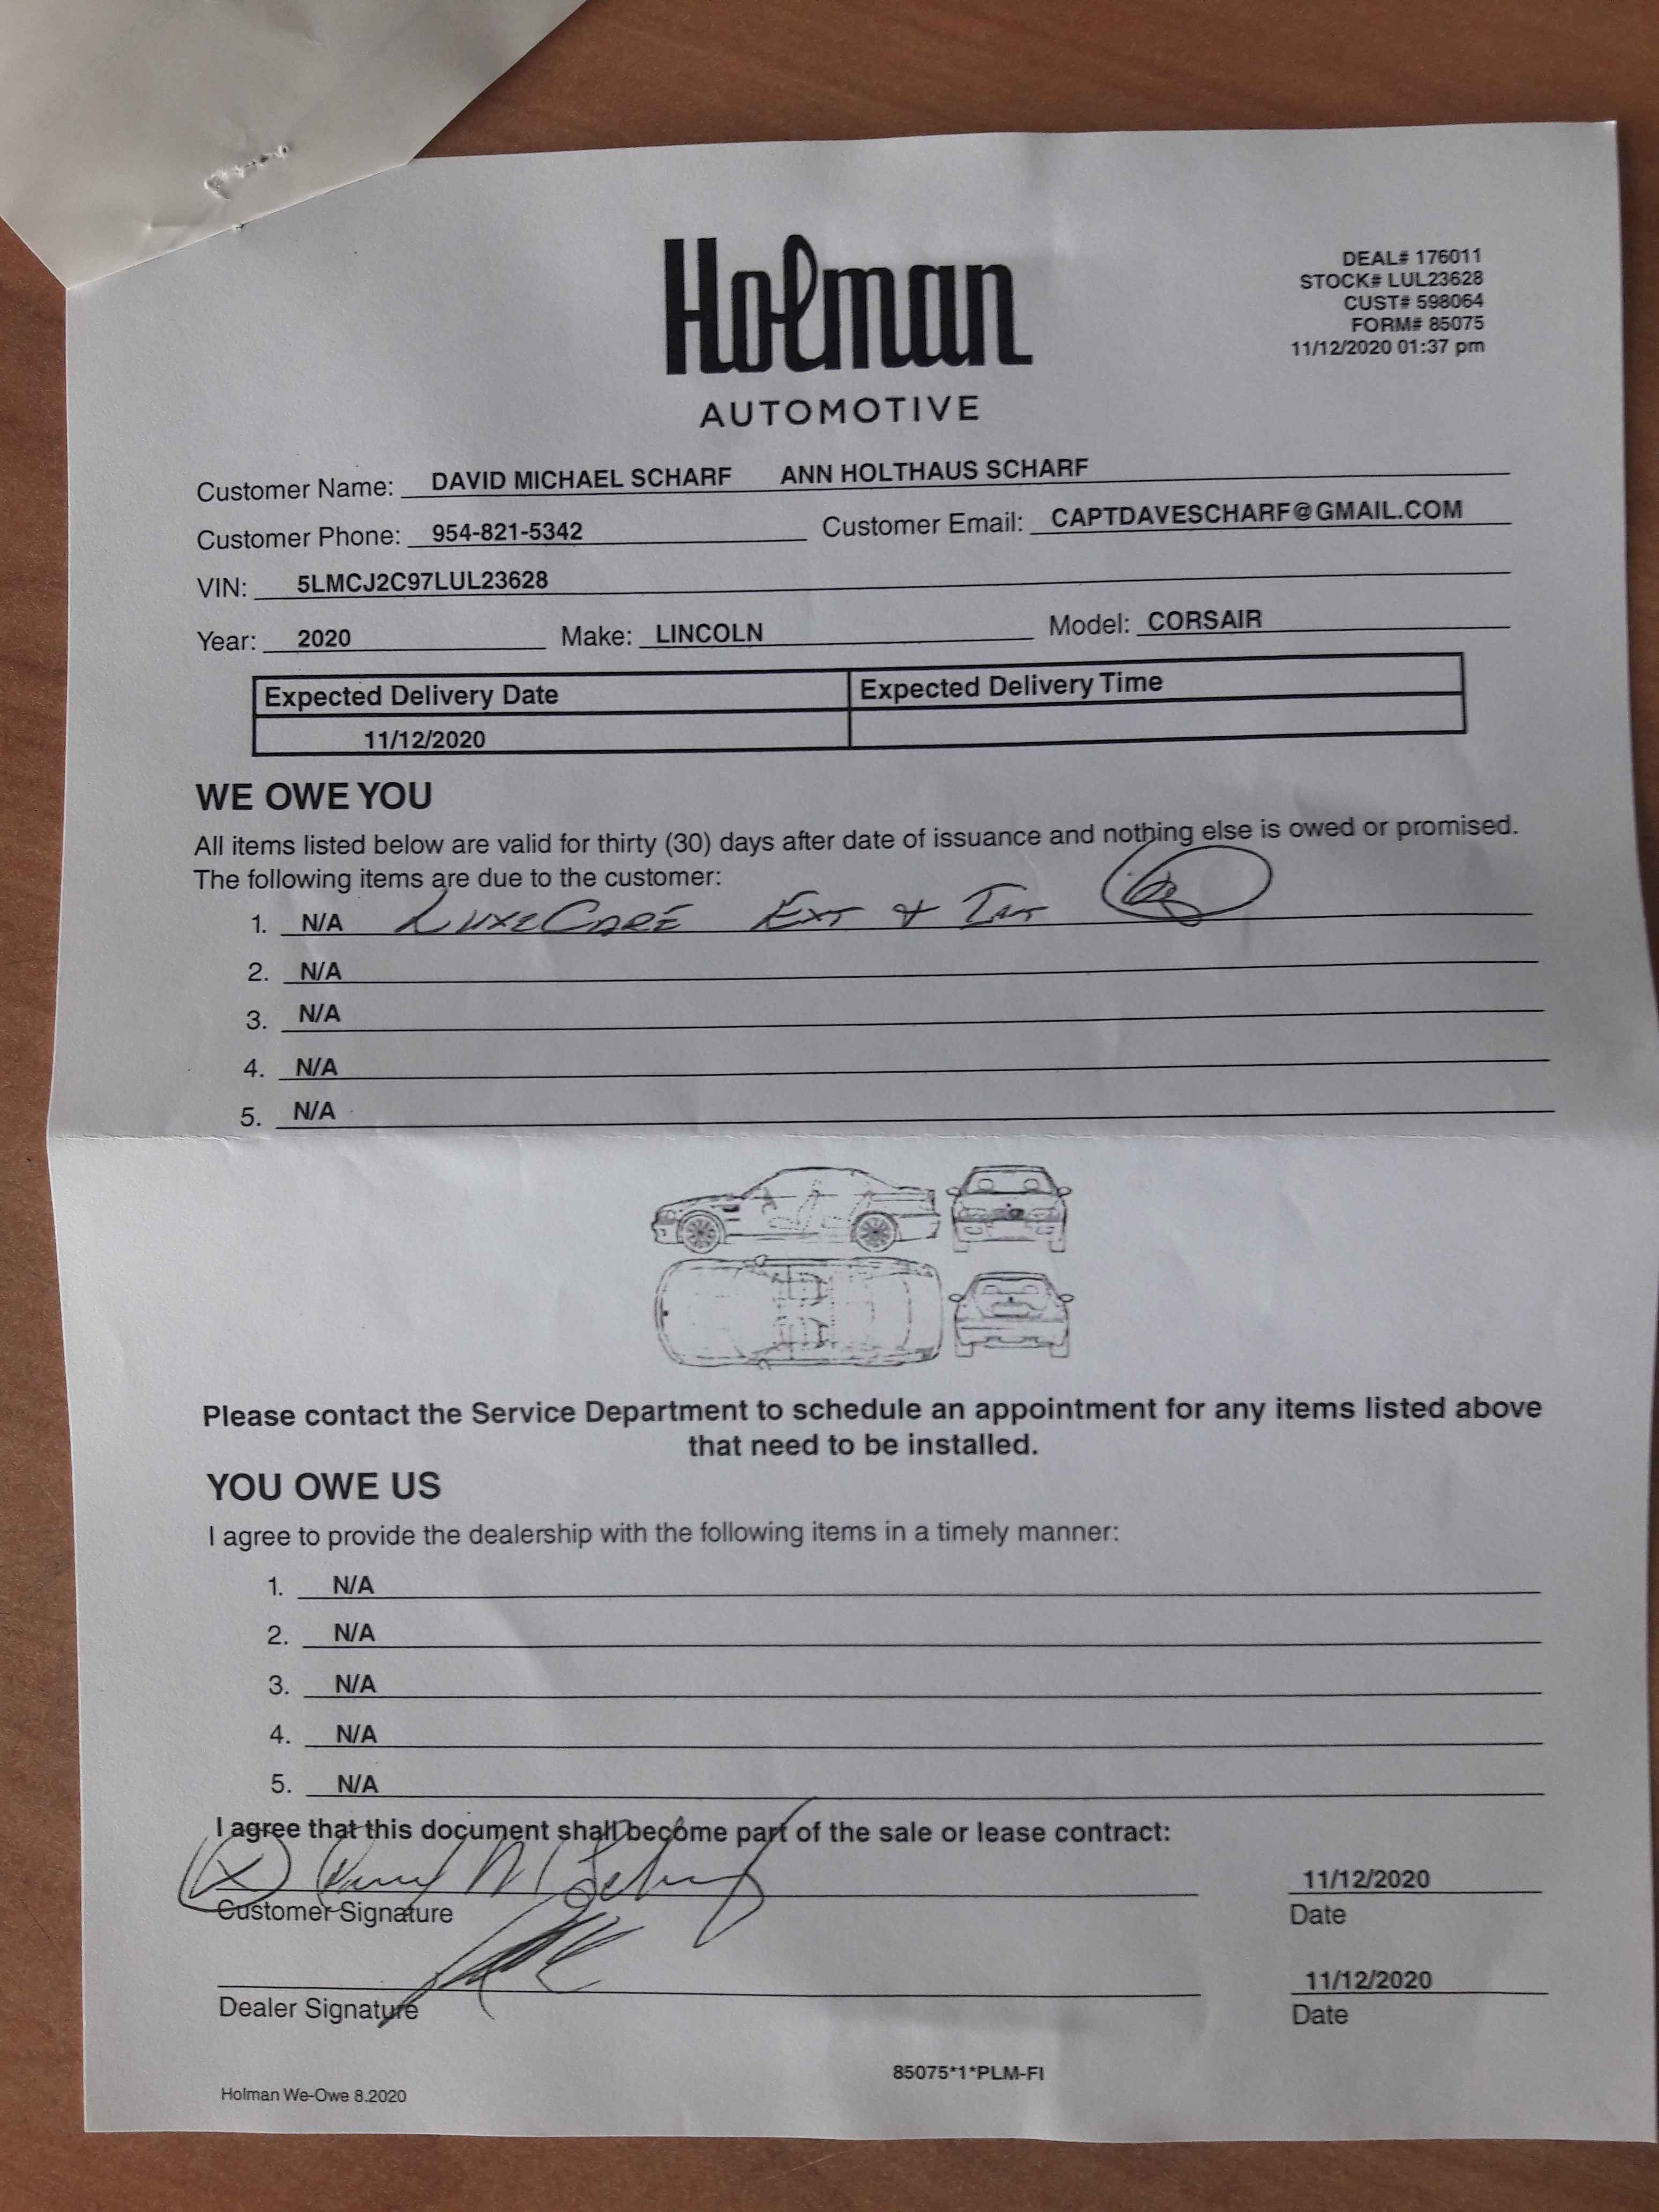 Holman
AUTOMOTIVE
DEAL# 176011
STOCK# LUL23628
CUST# 598064
FORM# 85075
11/12/2020 01:37 pm
Customer Name: DAVID MICHAEL SCHARF ANN HOLTHAUS SCHARF
Customer Phone: 954-821-5342 Customer Email: CAPTDAVESCHARF@GMAIL.COM
VIN: 5LMCJ2C97LUL23628
Year: 2020 Make: LINCOLN Model: CORSAIR
Expected Delivery Date Expected Delivery Time
11/12/2020
WE OWE YOU
All items listed below are valid for thirty (30) days after date of issuance and nothing else is owed or promised.
The following items are due to the customer:
1. N/A LUXECARE EXT & INT
2. N/A
3. N/A
4. N/A
5. N/A
Please contact the Service Department to schedule an appointment for any items listed above
that need to be installed.
YOU OWE US
I agree to provide the dealership with the following items in a timely manner:
1. N/A
2. N/A
3. N/A
4. N/A
5. N/A
I agree that this document shall become part of the sale or lease contract:
X David M Scharf 11/12/2020
Customer Signature Date
11/12/2020
Dealer Signature Date
85075*1*PLM-FI
Holman We-Owe 8.2020